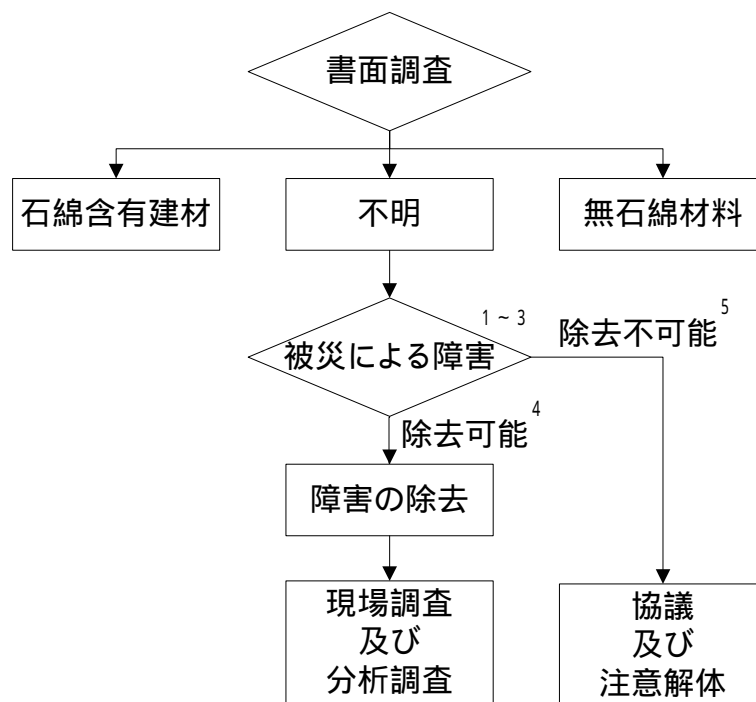 書面調査
石綿含有建材
不明
無石綿材料
1 ~ 3
被災による障害
除去不可能5
除去可能4
障害の除去
現場調査
及び
分析調査
協議
及び
注意解体